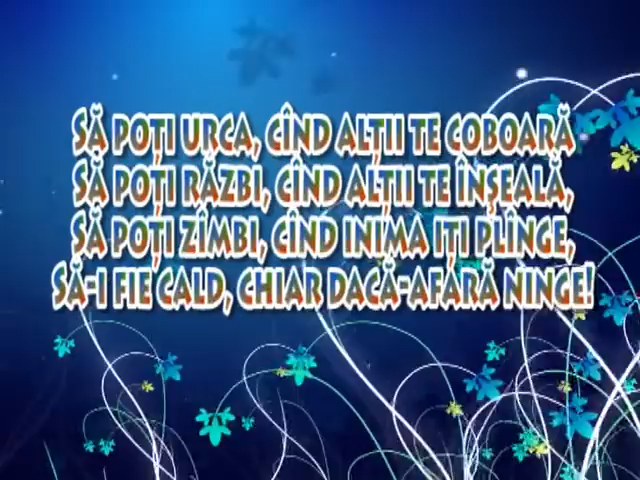 SĂ POȚI URCA, CÎND ALȚII TE COBOARĂ
SĂ POȚI RĂZBI, CÎND ALȚII TE ÎNȘEALĂ,
SĂ POȚI ZÎMBI, CÎND INIMA IȚI PLÎNGE,
SĂ-I FIE CALD, CHIAR DACĂ-AFARĂ NINGE!